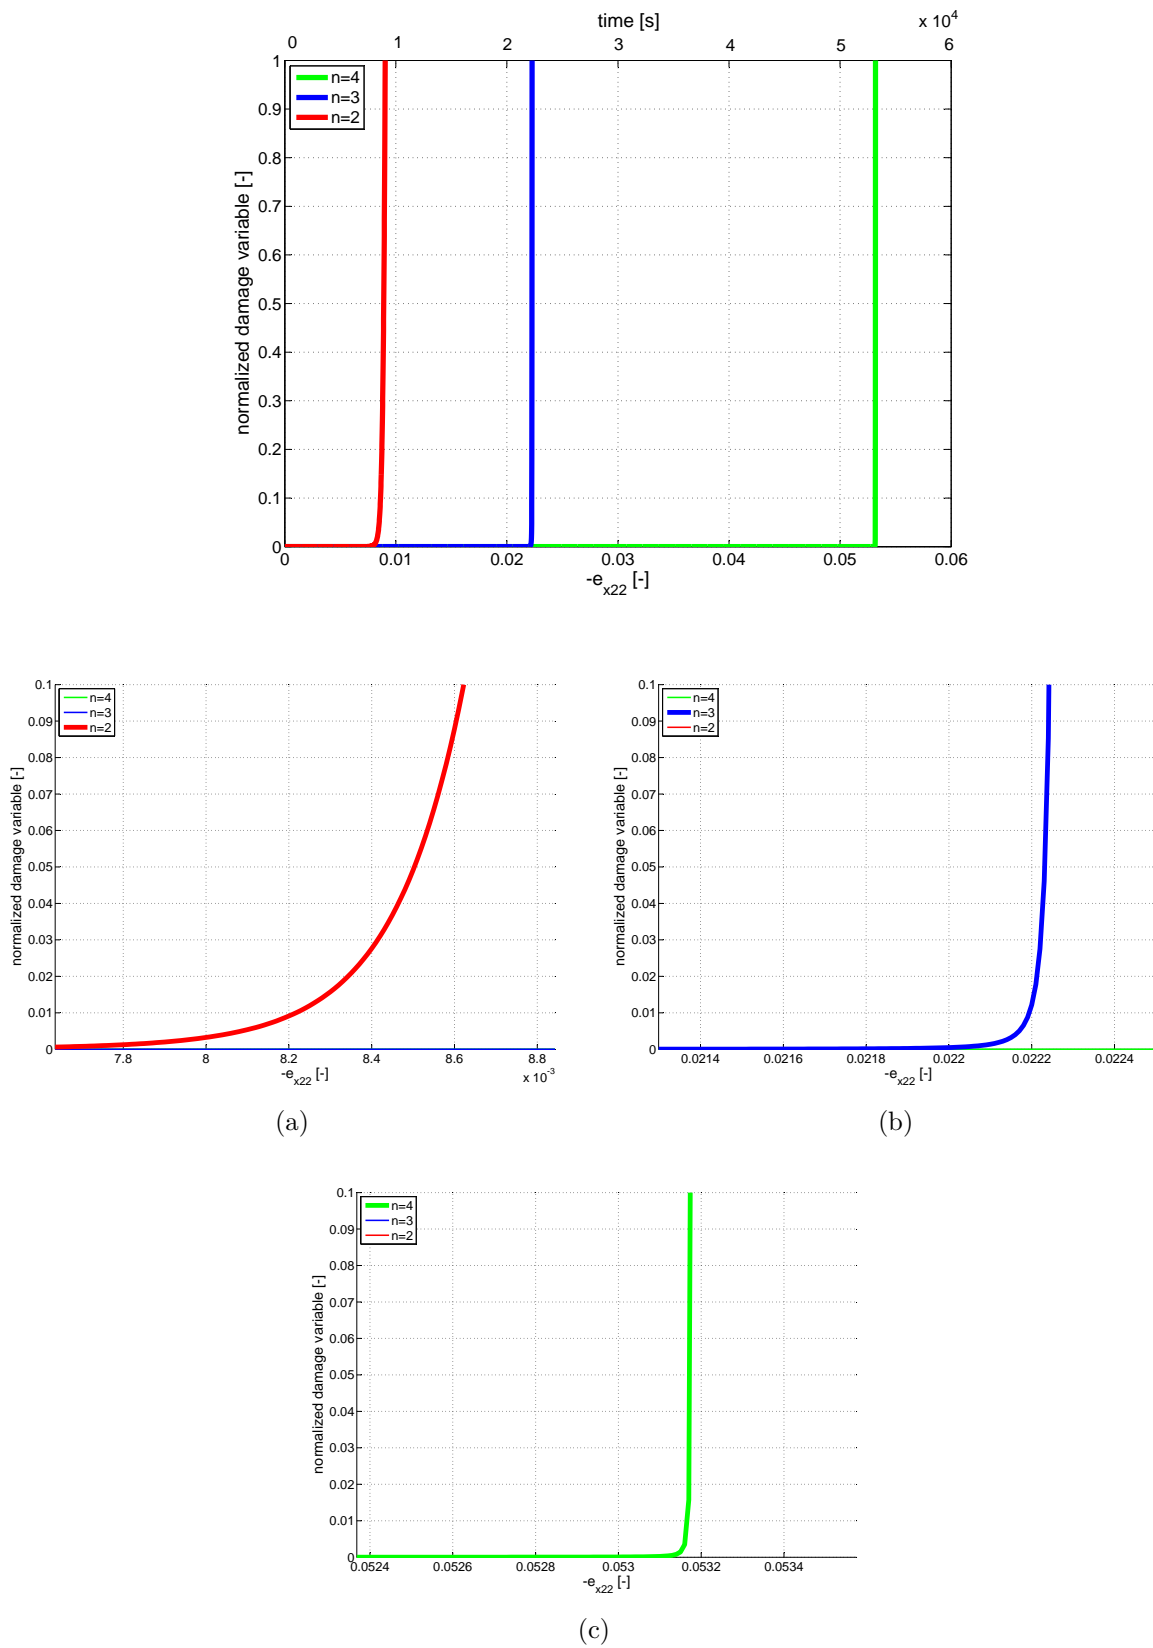 time [s]
x 10^4
0 1 2 3 4 5 6
n=4
n=3
n=2
normalized damage variable [-]
1
0.9
0.8
0.7
0.6
0.5
0.4
0.3
0.2
0.1
0
0 0.01 0.02 0.03 0.04 0.05 0.06
-e_x22 [-]
n=4
n=3
n=2
normalized damage variable [-]
0.1
0.09
0.08
0.07
0.06
0.05
0.04
0.03
0.02
0.01
0
7.8 8 8.2 8.4 8.6 8.8
-e_x22 [-]
x 10^-3
(a)
n=4
n=3
n=2
normalized damage variable [-]
0.1
0.09
0.08
0.07
0.06
0.05
0.04
0.03
0.02
0.01
0
0.0214 0.0216 0.0218 0.022 0.0222 0.0224
-e_x22 [-]
(b)
n=4
n=3
n=2
normalized damage variable [-]
0.1
0.09
0.08
0.07
0.06
0.05
0.04
0.03
0.02
0.01
0
0.0524 0.0526 0.0528 0.053 0.0532 0.0534
-e_x22 [-]
(c)